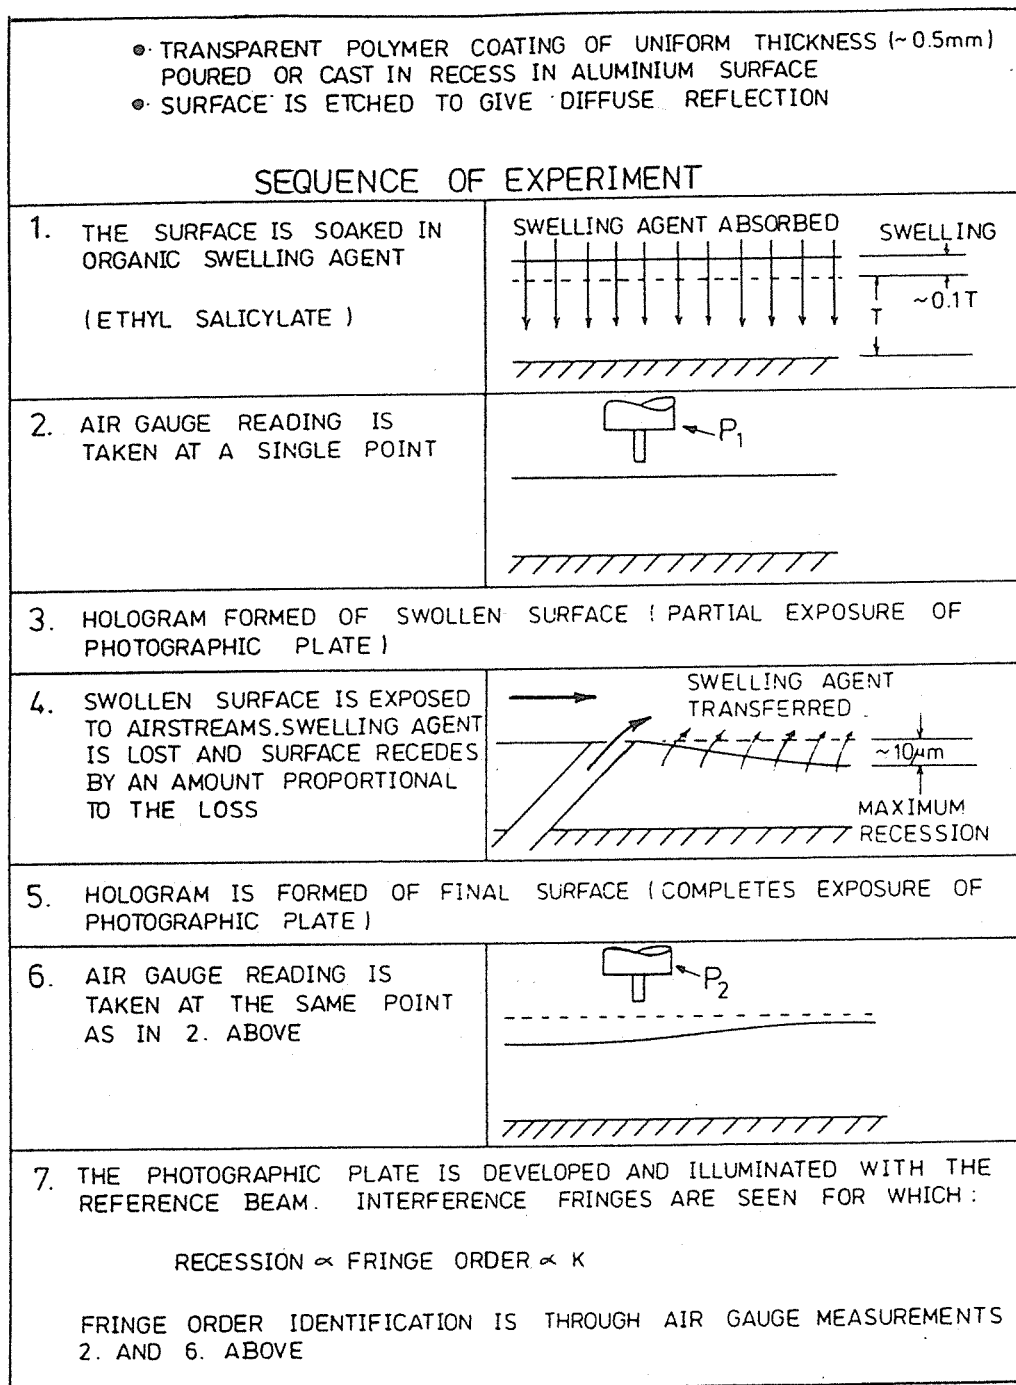 • TRANSPARENT POLYMER COATING OF UNIFORM THICKNESS (~0.5mm)
POURED OR CAST IN RECESS IN ALUMINIUM SURFACE
• SURFACE IS ETCHED TO GIVE DIFFUSE REFLECTION
SEQUENCE OF EXPERIMENT
1. THE SURFACE IS SOAKED IN
ORGANIC SWELLING AGENT
(ETHYL SALICYLATE)
SWELLING AGENT ABSORBED
SWELLING
~0.1T
T
2. AIR GAUGE READING IS
TAKEN AT A SINGLE POINT
P1
3. HOLOGRAM FORMED OF SWOLLEN SURFACE (PARTIAL EXPOSURE OF
PHOTOGRAPHIC PLATE)
4. SWOLLEN SURFACE IS EXPOSED
TO AIRSTREAMS. SWELLING AGENT
IS LOST AND SURFACE RECEDES
BY AN AMOUNT PROPORTIONAL
TO THE LOSS
SWELLING AGENT
TRANSFERRED
~10μm
MAXIMUM
RECESSION
5. HOLOGRAM IS FORMED OF FINAL SURFACE (COMPLETES EXPOSURE OF
PHOTOGRAPHIC PLATE)
6. AIR GAUGE READING IS
TAKEN AT THE SAME POINT
AS IN 2. ABOVE
P2
7. THE PHOTOGRAPHIC PLATE IS DEVELOPED AND ILLUMINATED WITH THE
REFERENCE BEAM. INTERFERENCE FRINGES ARE SEEN FOR WHICH:
RECESSION ∝ FRINGE ORDER ∝ K
FRINGE ORDER IDENTIFICATION IS THROUGH AIR GAUGE MEASUREMENTS
2. AND 6. ABOVE